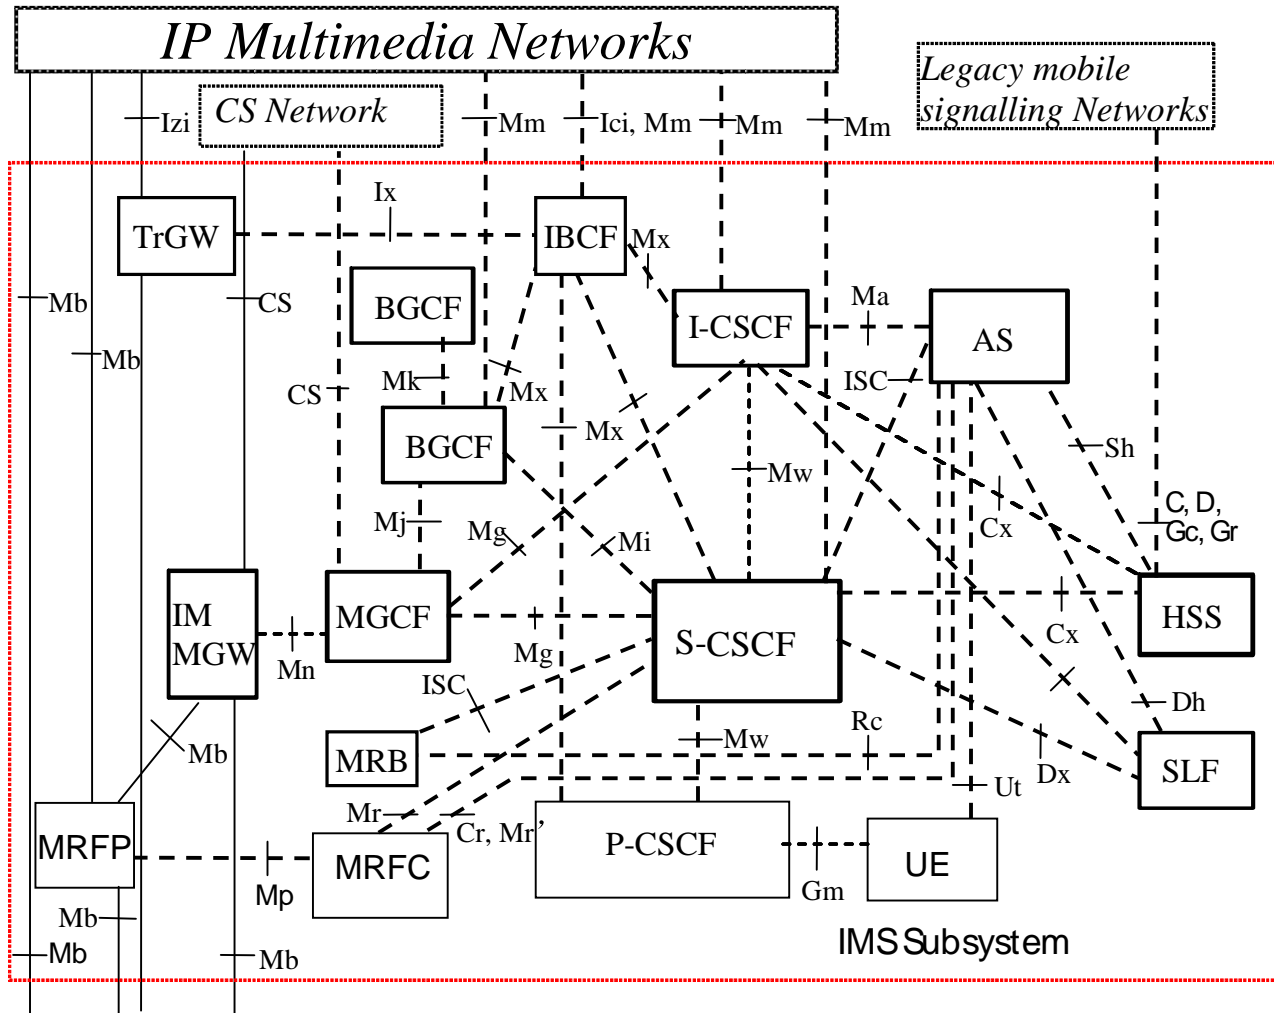 IP Multimedia Networks
Legacy mobile
signalling Networks
CS Network
Izi
Mm
Ici, Mm
Mm
Mm
Ix
TrGW
IBCF
Mx
BGCF
I-CSCF
Ma
AS
Mb
CS
Mb
Mk
Mx
CS
ISC
BGCF
Mx
Mw
Sh
Mj
Mg
Mi
Cx
C, D,
Gc, Gr
IM
MGW
MGCF
S-CSCF
HSS
Mn
Mg
Cx
ISC
Mb
MRB
Mw
Rc
Dh
Dx
SLF
Ut
Mr
Cr, Mr’
MRFP
MRFC
P-CSCF
UE
Mp
Gm
Mb
Mb
Mb
IMS Subsystem